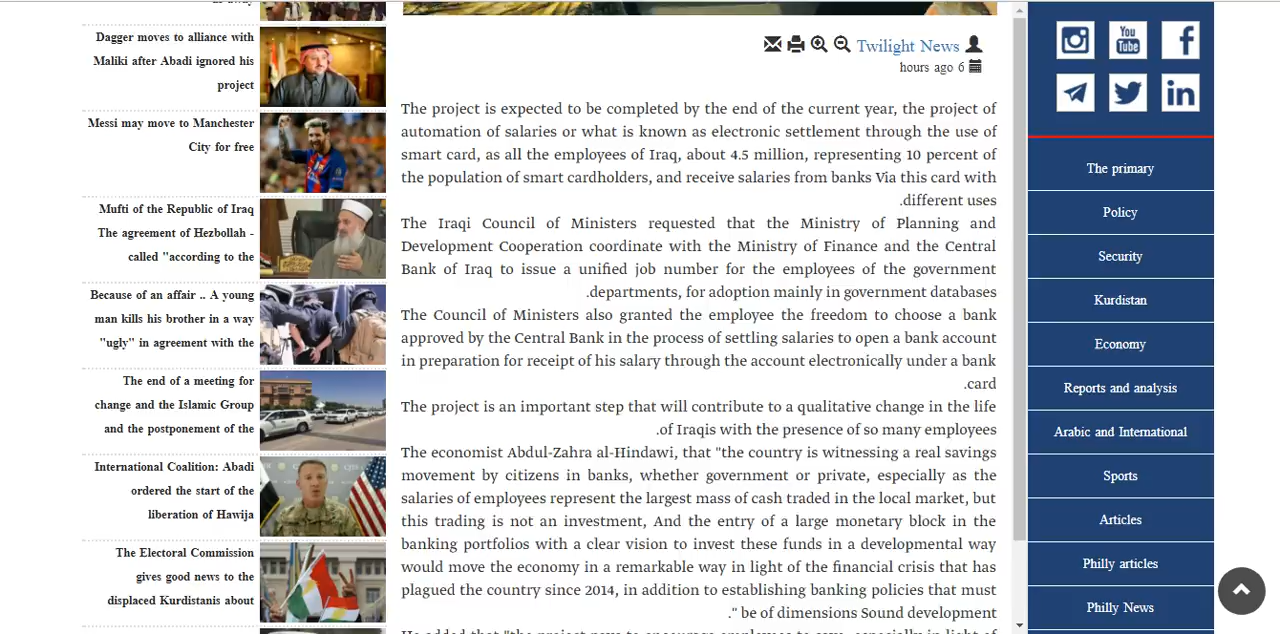 away
Dagger moves to alliance with
Maliki after Abadi ignored his
project
Messi may move to Manchester
City for free
Mufti of the Republic of Iraq
The agreement of Hezbollah -
called "according to the
Because of an affair .. A young
man kills his brother in a way
"ugly" in agreement with the
The end of a meeting for
change and the Islamic Group
and the postponement of the
International Coalition: Abadi
ordered the start of the
liberation of Hawija
The Electoral Commission
gives good news to the
displaced Kurdistanis about
Twilight News
hours ago 6
The project is expected to be completed by the end of the current year, the project of
automation of salaries or what is known as electronic settlement through the use of
smart card, as all the employees of Iraq, about 4.5 million, representing 10 percent of
the population of smart cardholders, and receive salaries from banks Via this card with
.different uses
The Iraqi Council of Ministers requested that the Ministry of Planning and
Development Cooperation coordinate with the Ministry of Finance and the Central
Bank of Iraq to issue a unified job number for the employees of the government
.departments, for adoption mainly in government databases
The Council of Ministers also granted the employee the freedom to choose a bank
approved by the Central Bank in the process of settling salaries to open a bank account
in preparation for receipt of his salary through the account electronically under a bank
.card
The project is an important step that will contribute to a qualitative change in the life
.of Iraqis with the presence of so many employees
The economist Abdul-Zahra al-Hindawi, that "the country is witnessing a real savings
movement by citizens in banks, whether government or private, especially as the
salaries of employees represent the largest mass of cash traded in the local market, but
this trading is not an investment, And the entry of a large monetary block in the
banking portfolios with a clear vision to invest these funds in a developmental way
would move the economy in a remarkable way in light of the financial crisis that has
plagued the country since 2014, in addition to establishing banking policies that must
." be of dimensions Sound development
He added that "the project pays to encourage employees to save, especially in light of
You
Tube
f
in
The primary
Policy
Security
Kurdistan
Economy
Reports and analysis
Arabic and International
Sports
Articles
Philly articles
Philly News